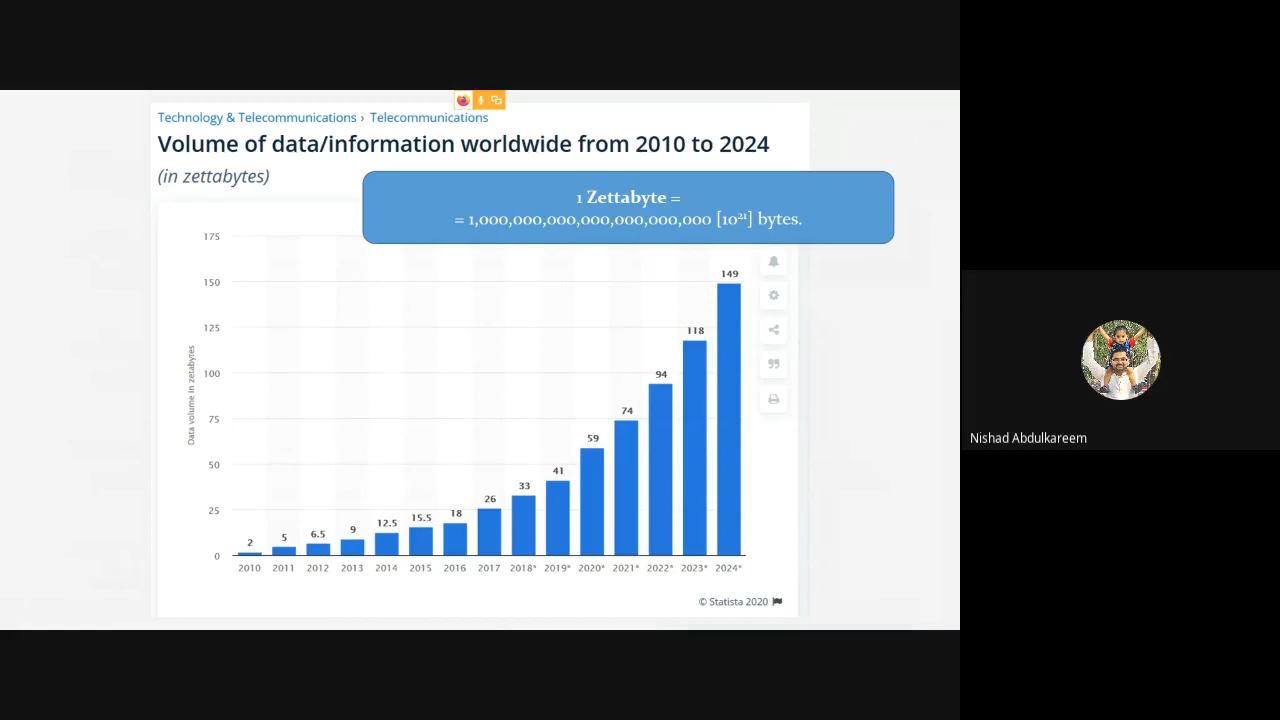 Technology & Telecommunications › Telecommunications
Volume of data/information worldwide from 2010 to 2024
(in zettabytes)
1 Zettabyte =
= 1,000,000,000,000,000,000,000 [10²¹] bytes.
Data volume in zetabytes
175
150
125
100
75
50
25
0
2
5
6.5
9
12.5
15.5
18
26
33
41
59
74
94
118
149
2010 2011 2012 2013 2014 2015 2016 2017 2018* 2019* 2020* 2021* 2022* 2023* 2024*
© Statista 2020
Nishad Abdulkareem